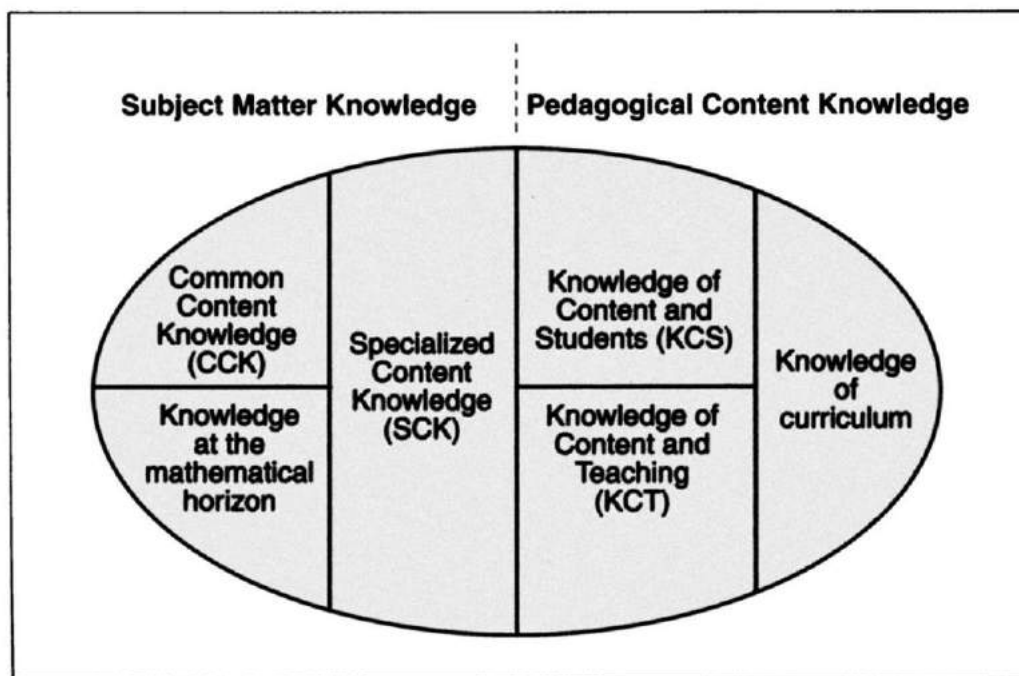 Subject Matter Knowledge
Pedagogical Content Knowledge
Common
Content
Knowledge
(CCK)
Knowledge
at the
mathematical
horizon
Specialized
Content
Knowledge
(SCK)
Knowledge of
Content and
Students (KCS)
Knowledge of
Content and
Teaching
(KCT)
Knowledge
of
curriculum